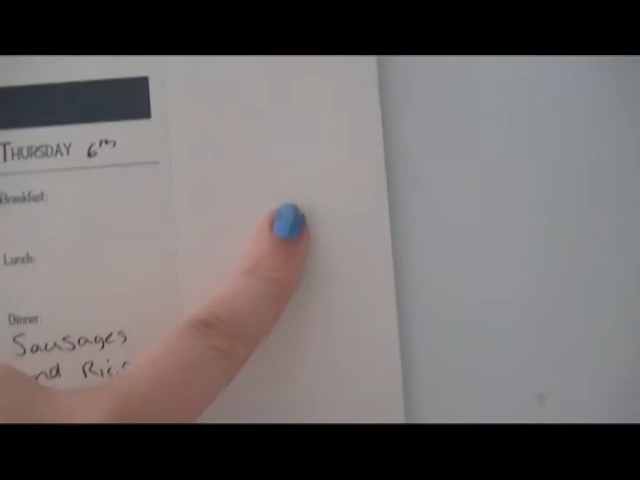 THURSDAY 6th
Breakfast:
Lunch:
Dinner:
Sausages